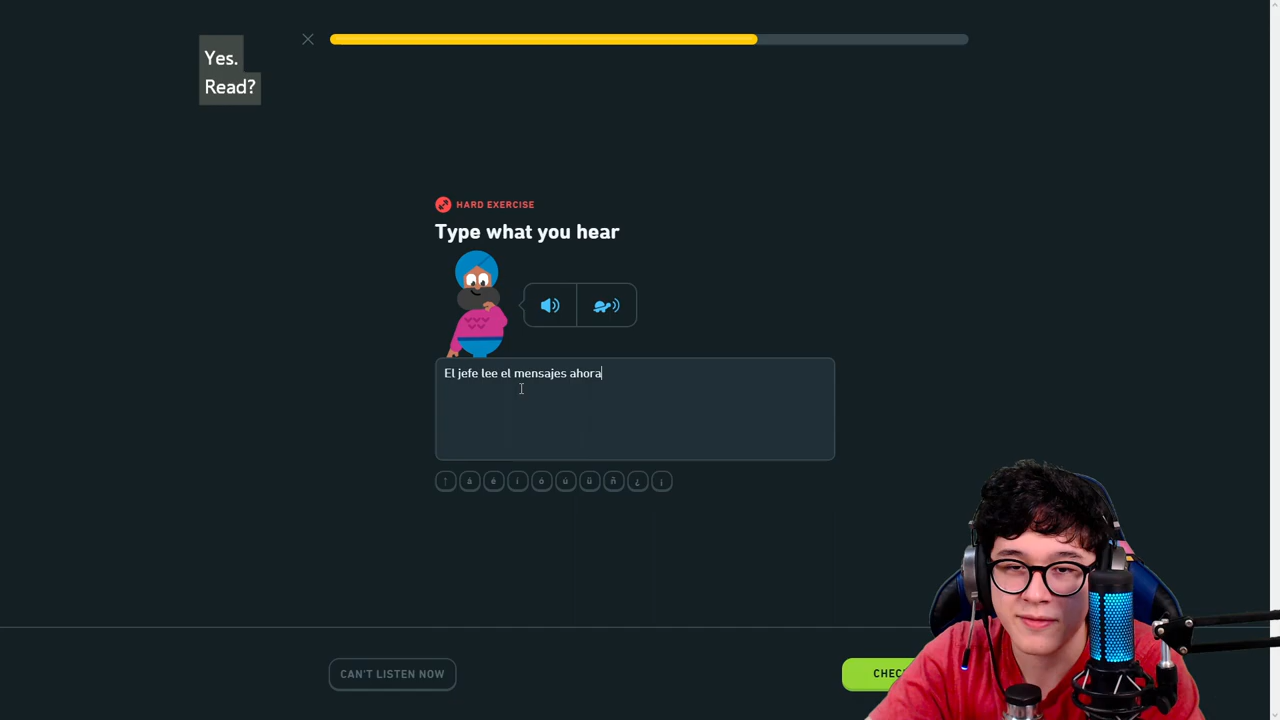 Yes.
Read?
HARD EXERCISE
Type what you hear
El jefe lee el mensajes ahora
↑ á é í ó ú ü ñ ¿ ¡
CAN'T LISTEN NOW